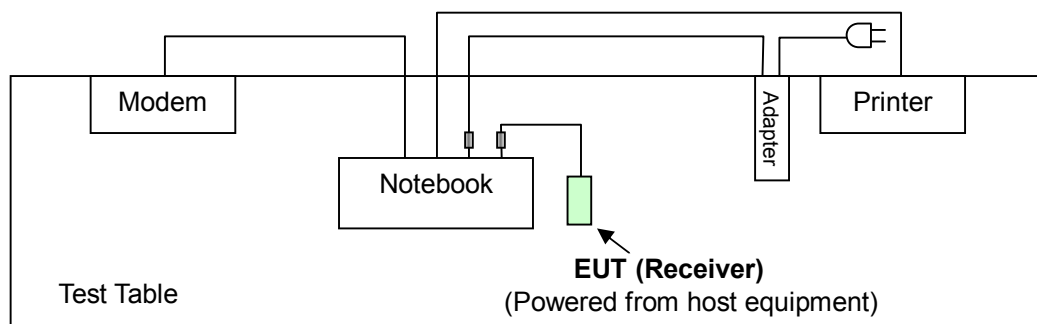 Modem
Adapter
Printer
Notebook
EUT (Receiver)
(Powered from host equipment)
Test Table